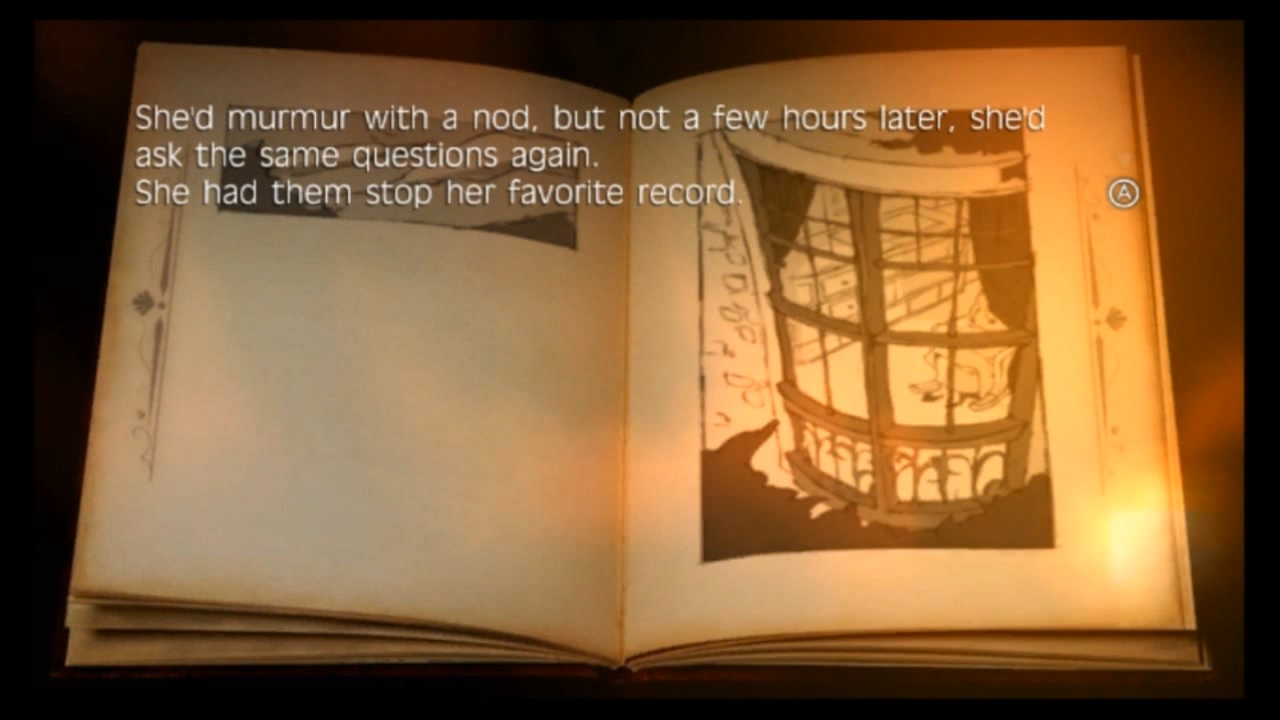 She'd murmur with a nod, but not a few hours later, she'd
ask the same questions again.
She had them stop her favorite record.
A